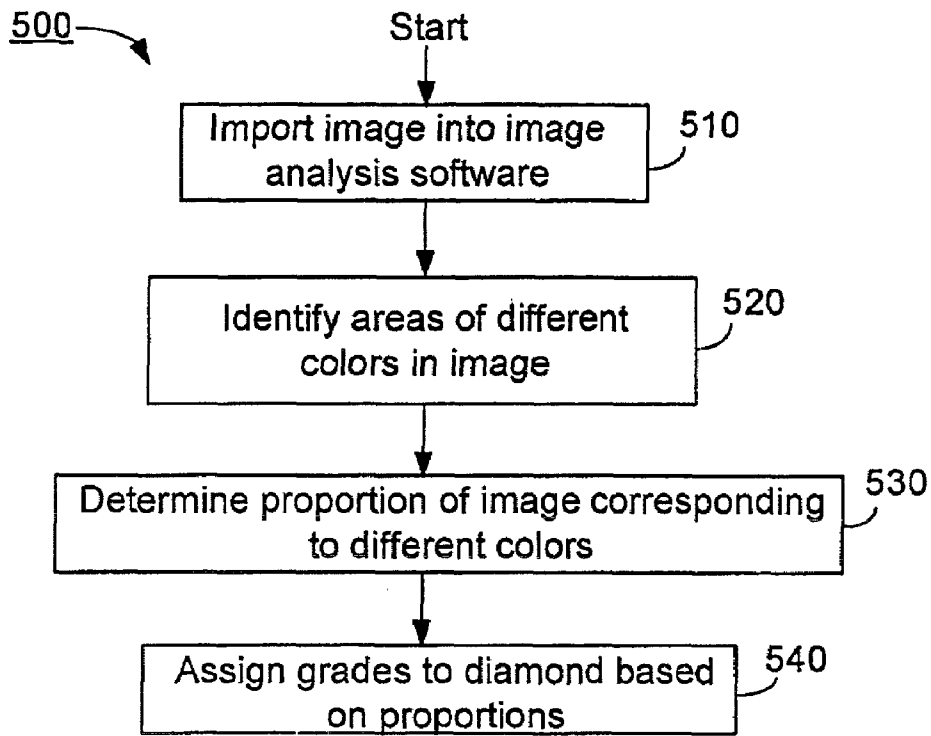 500
Start
Import image into image
analysis software
510
Identify areas of different
colors in image
520
Determine proportion of image corresponding
to different colors
530
Assign grades to diamond based
on proportions
540